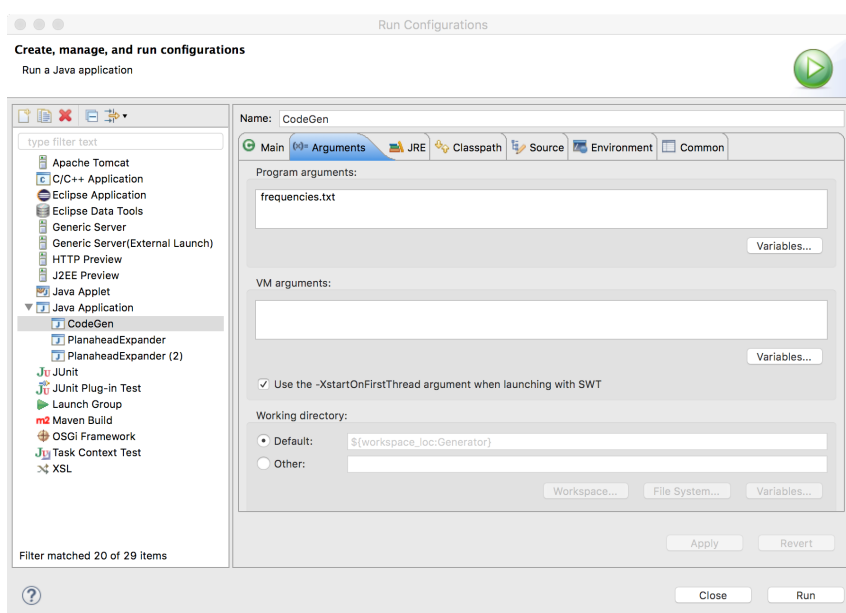 Run Configurations
Create, manage, and run configurations
Run a Java application
type filter text
Apache Tomcat
C/C++ Application
Eclipse Application
Eclipse Data Tools
Generic Server
Generic Server(External Launch)
HTTP Preview
J2EE Preview
Java Applet
Java Application
CodeGen
PlanaheadExpander
PlanaheadExpander (2)
JUnit
JUnit Plug-in Test
Launch Group
Maven Build
OSGi Framework
Task Context Test
XSL
Filter matched 20 of 29 items
Name: CodeGen
Main (x)= Arguments JRE Classpath Source Environment Common
Program arguments:
frequencies.txt
Variables...
VM arguments:
Variables...
Use the -XstartOnFirstThread argument when launching with SWT
Working directory:
Default: ${workspace_loc:Generator}
Other:
Workspace... File System... Variables...
Apply Revert
Close Run